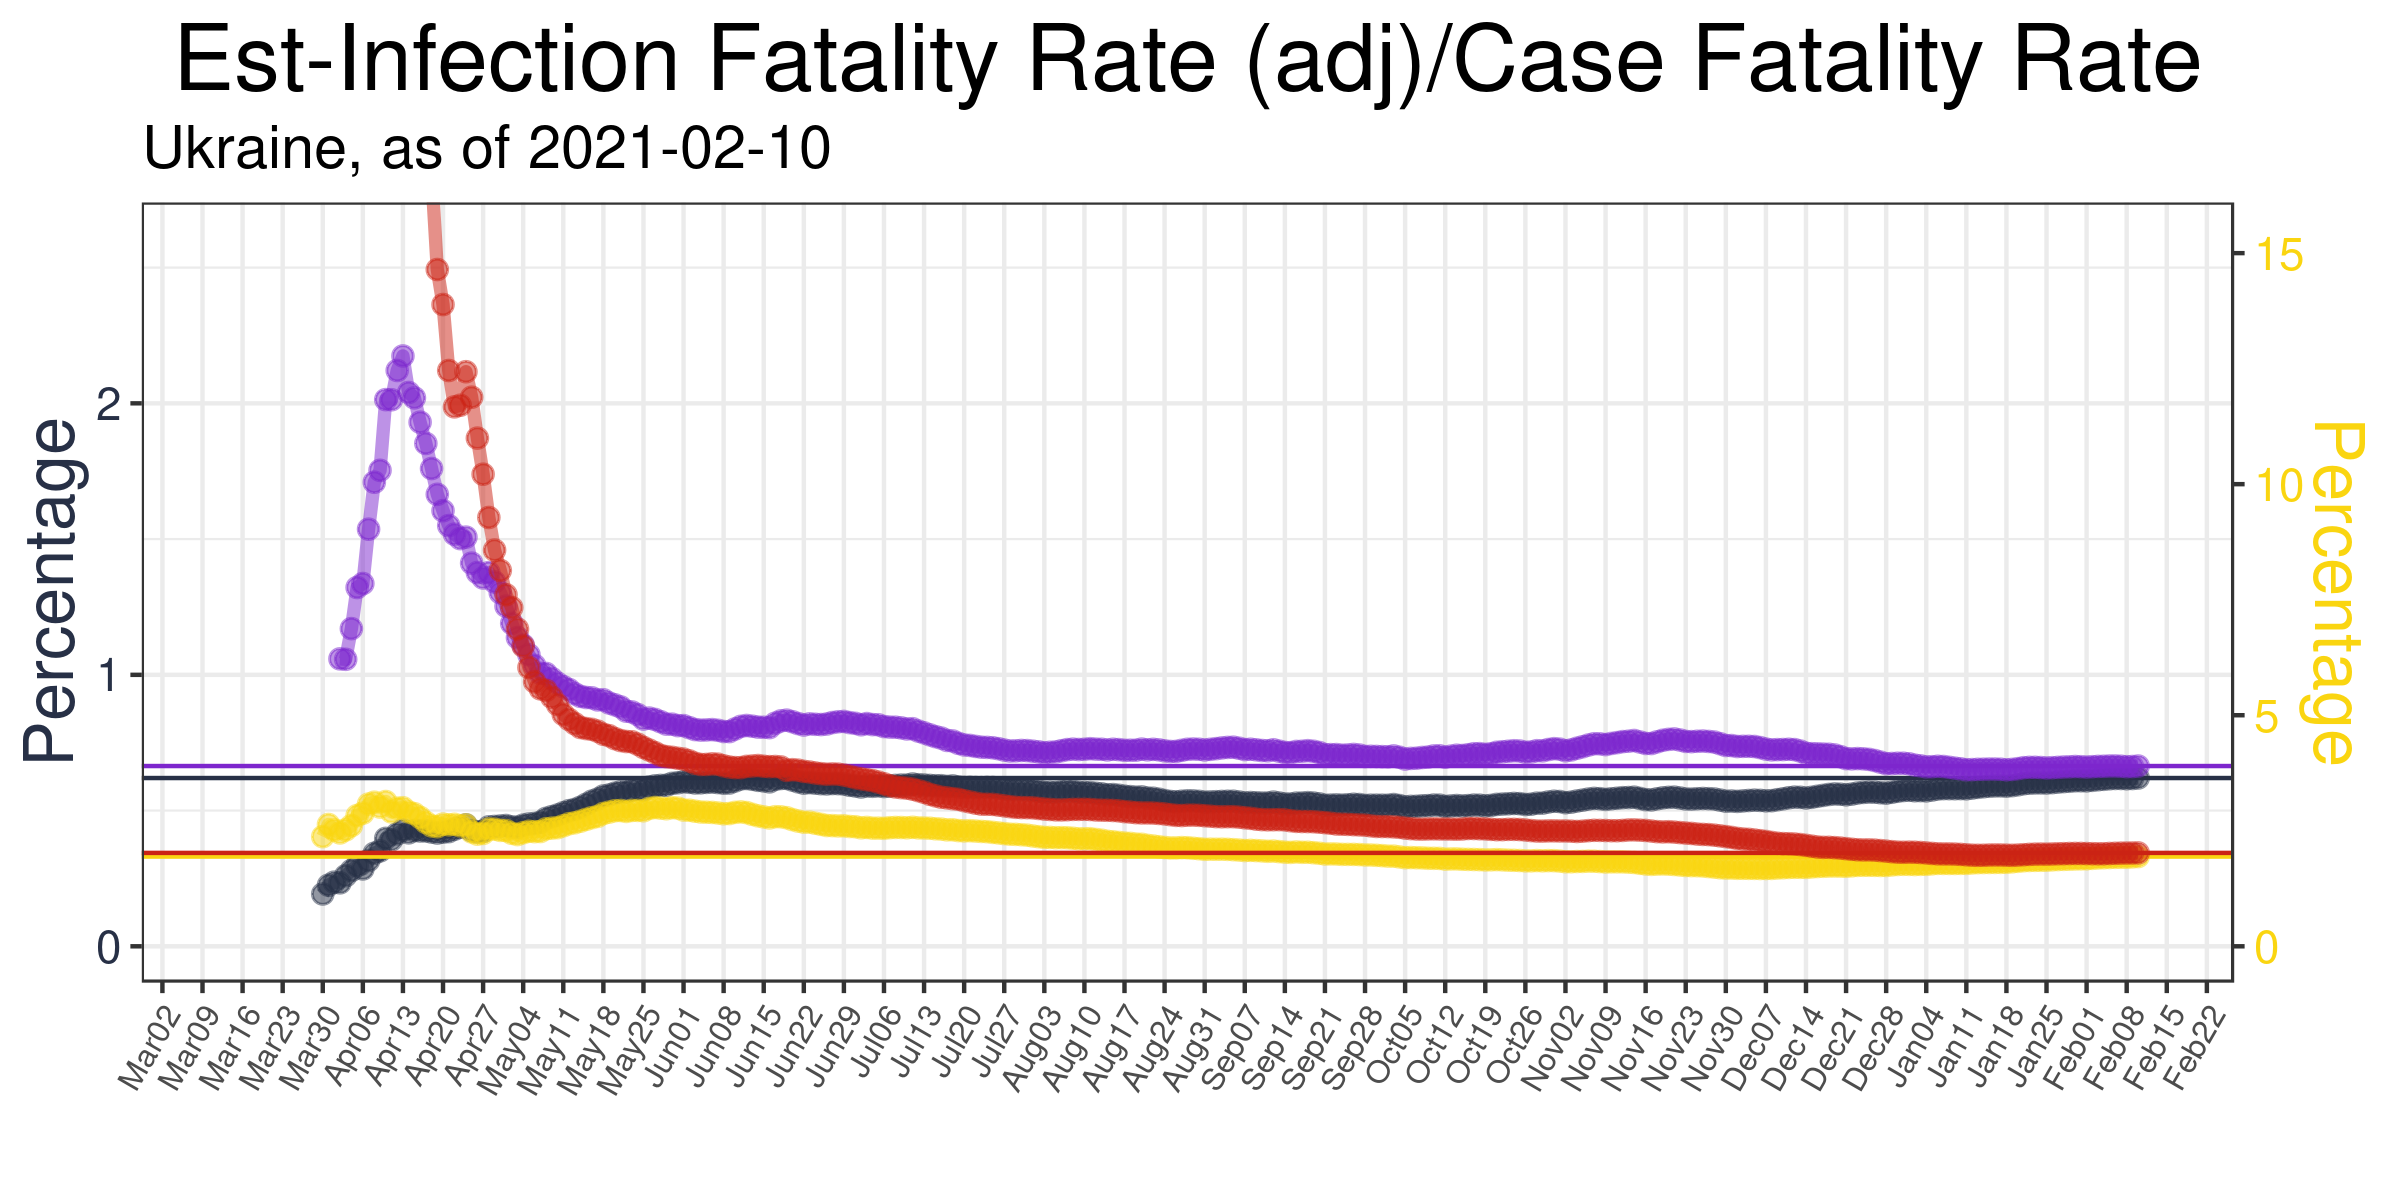 Est-Infection Fatality Rate (adj)/Case Fatality Rate
Ukraine, as of 2021-02-10
Percentage
2
1
0
15
10
5
0
Percentage
Mar02
Mar09
Mar16
Mar23
Mar30
Apr06
Apr13
Apr20
Apr27
May04
May11
May18
May25
Jun01
Jun08
Jun15
Jun22
Jun29
Jul06
Jul13
Jul20
Jul27
Aug03
Aug10
Aug17
Aug24
Aug31
Sep07
Sep14
Sep21
Sep28
Oct05
Oct12
Oct19
Oct26
Nov02
Nov09
Nov16
Nov23
Nov30
Dec07
Dec14
Dec21
Dec28
Jan04
Jan11
Jan18
Jan25
Feb01
Feb08
Feb15
Feb22